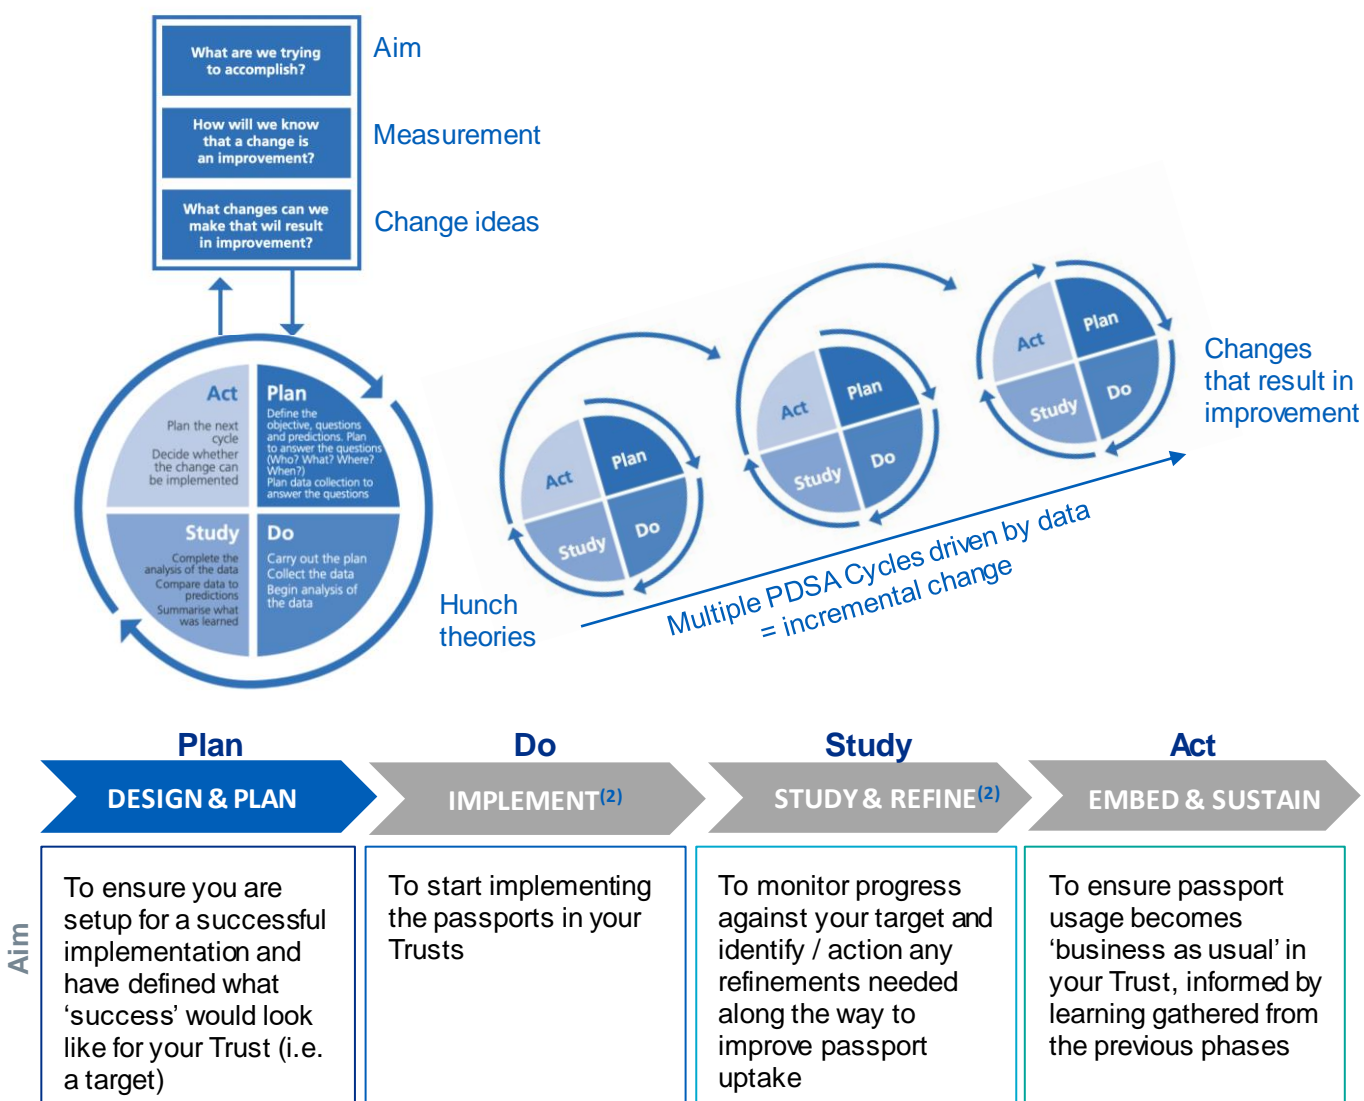 What are we trying
to accomplish?
Aim
How will we know
that a change is
an improvement?
Measurement
What changes can we
make that wil result
in improvement?
Change ideas
Act
Plan the next
cycle
Decide whether
the change can
be implemented
Plan
Define the
objective, questions
and predictions. Plan
to answer the questions
(Who? What? Where?
When?)
Plan data collection to
answer the questions
Study
Complete the
analysis of the data
Compare data to
predictions
Summarise what
was learned
Do
Carry out the plan
Collect the data
Begin analysis of
the data
Hunch
theories
Act
Plan
Study
Do
Act
Plan
Study
Do
Act
Plan
Study
Do
Changes
that result in
improvement
Multiple PDSA Cycles driven by data
= incremental change
Plan
Do
Study
Act
DESIGN & PLAN
IMPLEMENT(2)
STUDY & REFINE(2)
EMBED & SUSTAIN
Aim
To ensure you are
setup for a successful
implementation and
have defined what
‘success’ would look
like for your Trust (i.e.
a target)
To start implementing
the passports in your
Trusts
To monitor progress
against your target and
identify / action any
refinements needed
along the way to
improve passport
uptake
To ensure passport
usage becomes
‘business as usual’ in
your Trust, informed by
learning gathered from
the previous phases